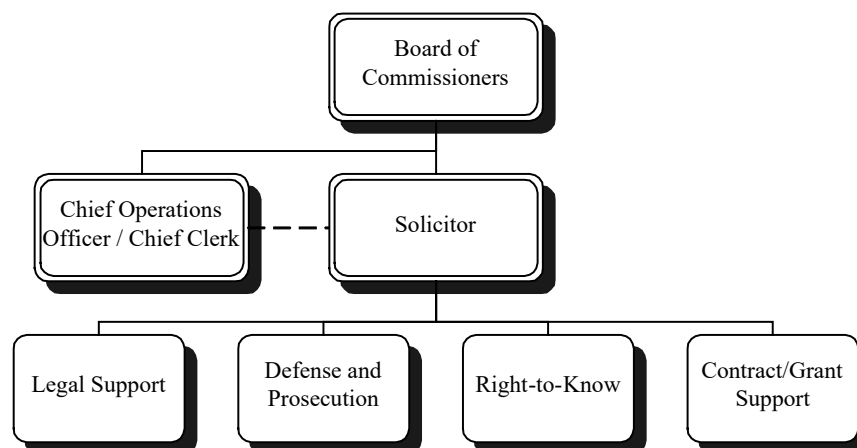 Board of
Commissioners
Chief Operations
Officer / Chief Clerk
Solicitor
Legal Support
Defense and
Prosecution
Right-to-Know
Contract/Grant
Support